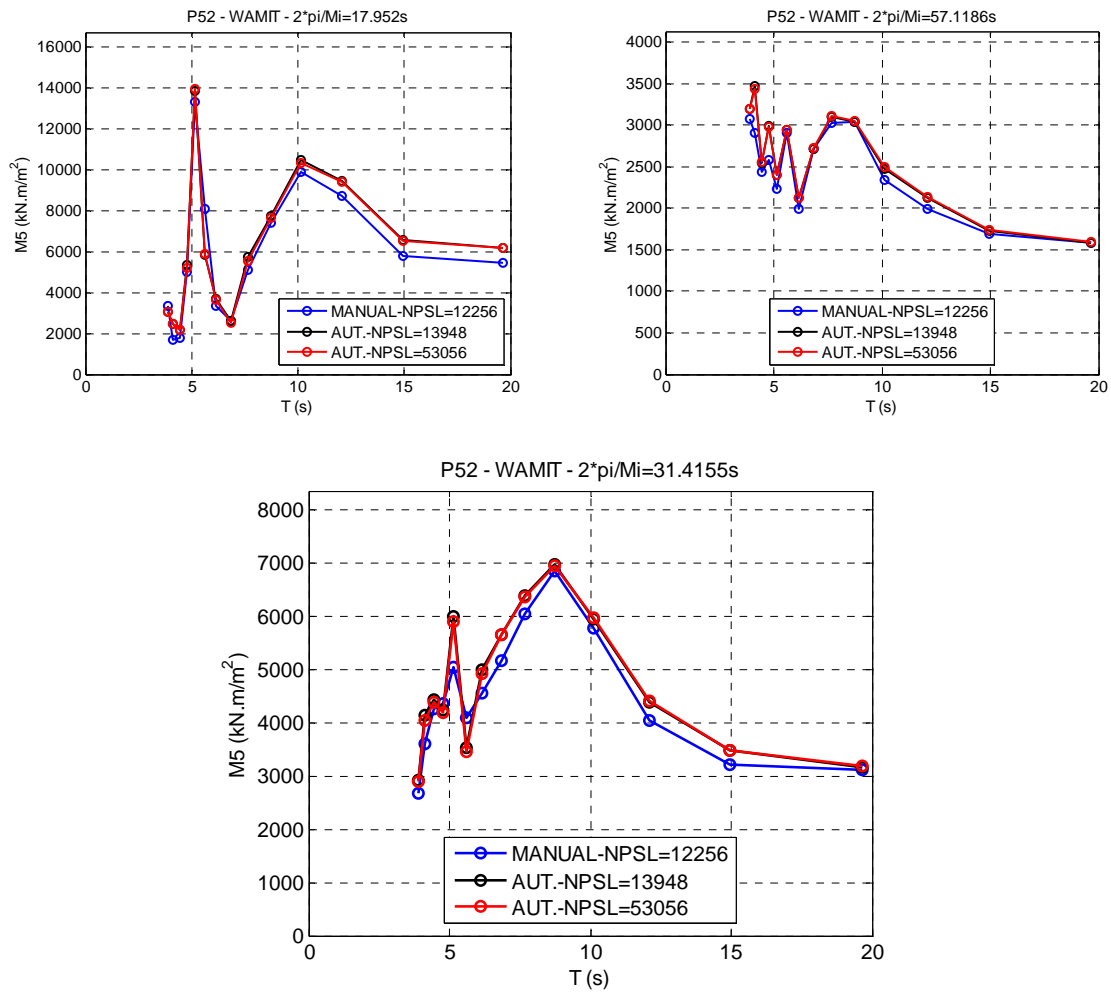 P52 - WAMIT - 2*pi/Mi=17.952s
16000
14000
12000
10000
8000
6000
4000
2000
0
M5 (kN.m/m²)
MANUAL-NPSL=12256
AUT.-NPSL=13948
AUT.-NPSL=53056
0 5 10 15 20
T (s)
P52 - WAMIT - 2*pi/Mi=57.1186s
4000
3500
3000
2500
2000
1500
1000
500
0
M5 (kN.m/m²)
MANUAL-NPSL=12256
AUT.-NPSL=13948
AUT.-NPSL=53056
0 5 10 15 20
T (s)
P52 - WAMIT - 2*pi/Mi=31.4155s
8000
7000
6000
5000
4000
3000
2000
1000
0
M5 (kN.m/m²)
MANUAL-NPSL=12256
AUT.-NPSL=13948
AUT.-NPSL=53056
0 5 10 15 20
T (s)